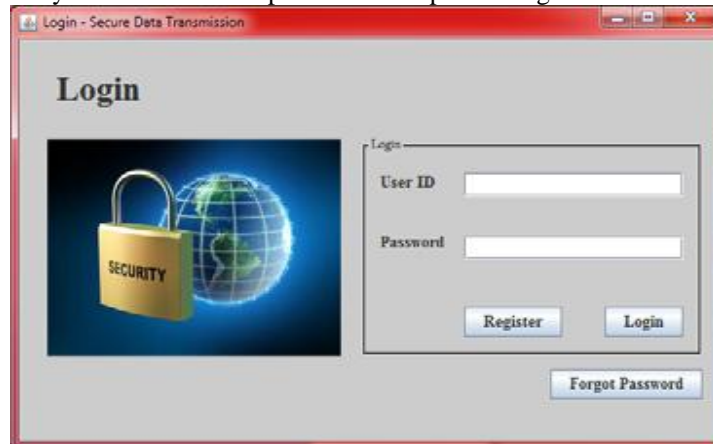 Login - Secure Data Transmission
Login
SECURITY
Login
User ID
Password
Register Login
Forgot Password